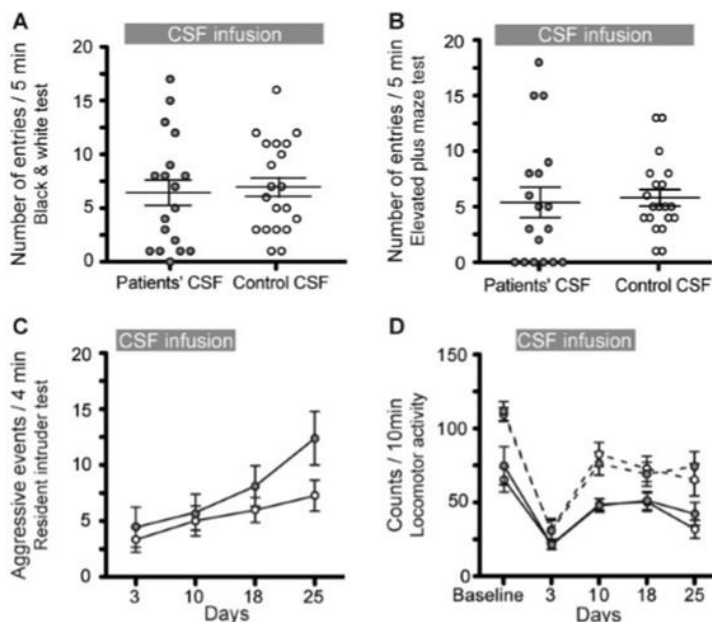 A
CSF infusion
Number of entries / 5 min
Black & white test
20
15
10
5
0
Patients' CSF
Control CSF
B
CSF infusion
Number of entries / 5 min
Elevated plus maze test
20
15
10
5
0
Patients' CSF
Control CSF
C
CSF infusion
Aggressive events / 4 min
Resident intruder test
20
15
10
5
0
3
10
18
25
Days
D
CSF infusion
Counts / 10min
Locomotor activity
150
100
50
0
Baseline
3
10
18
25
Days